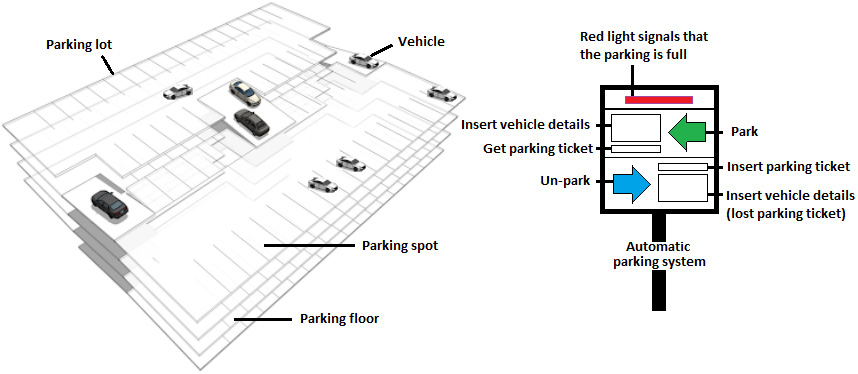 Parking lot
Vehicle
Parking spot
Parking floor
Red light signals that
the parking is full
Insert vehicle details
Get parking ticket
Park
Un-park
Insert parking ticket
Insert vehicle details
(lost parking ticket)
Automatic
parking system